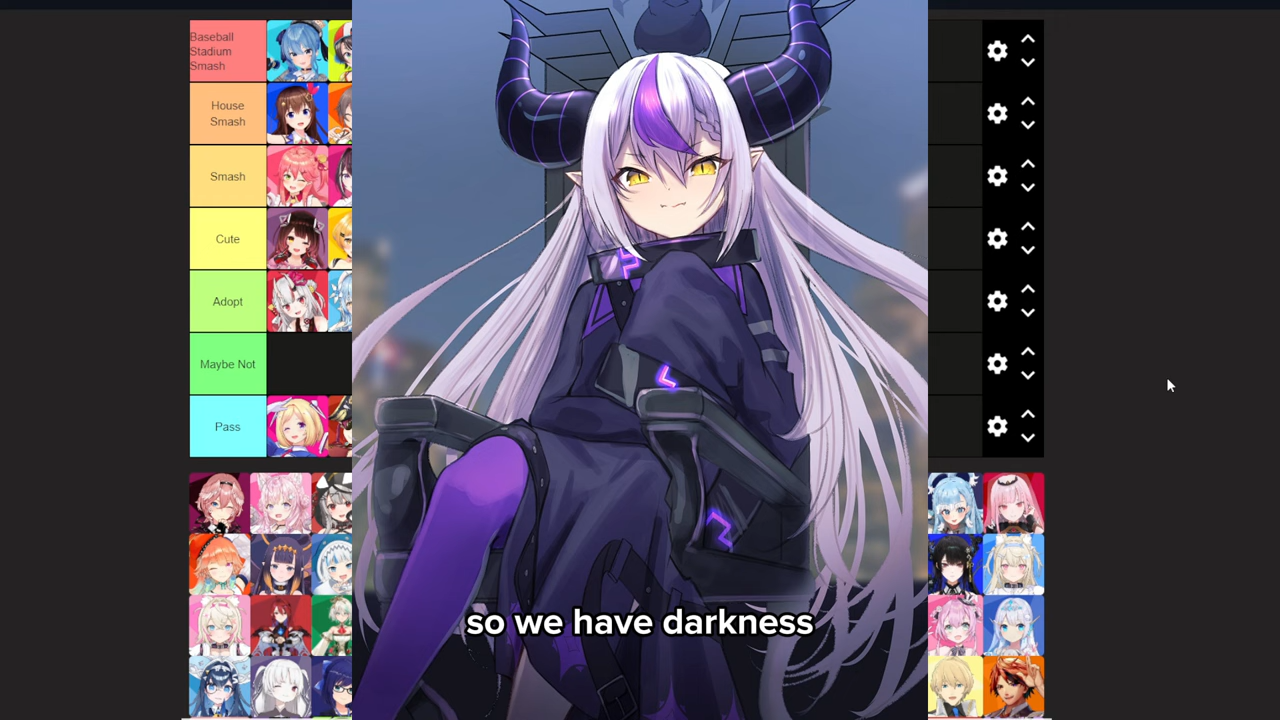 Baseball
Stadium
Smash
House
Smash
Smash
Cute
Adopt
Maybe Not
Pass
so we have darkness